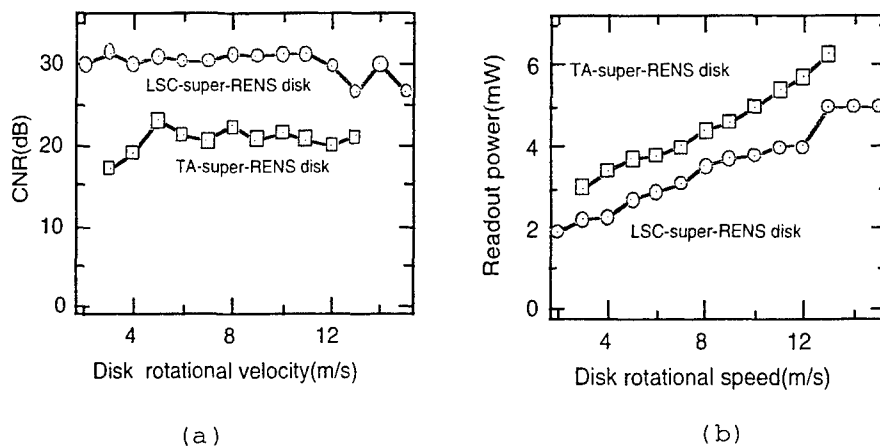 CNR(dB)
30
20
10
0
LSC-super-RENS disk
TA-super-RENS disk
4 8 12
Disk rotational velocity(m/s)
(a)
Readout power(mW)
6
4
2
0
TA-super-RENS disk
LSC-super-RENS disk
4 8 12
Disk rotational speed(m/s)
(b)